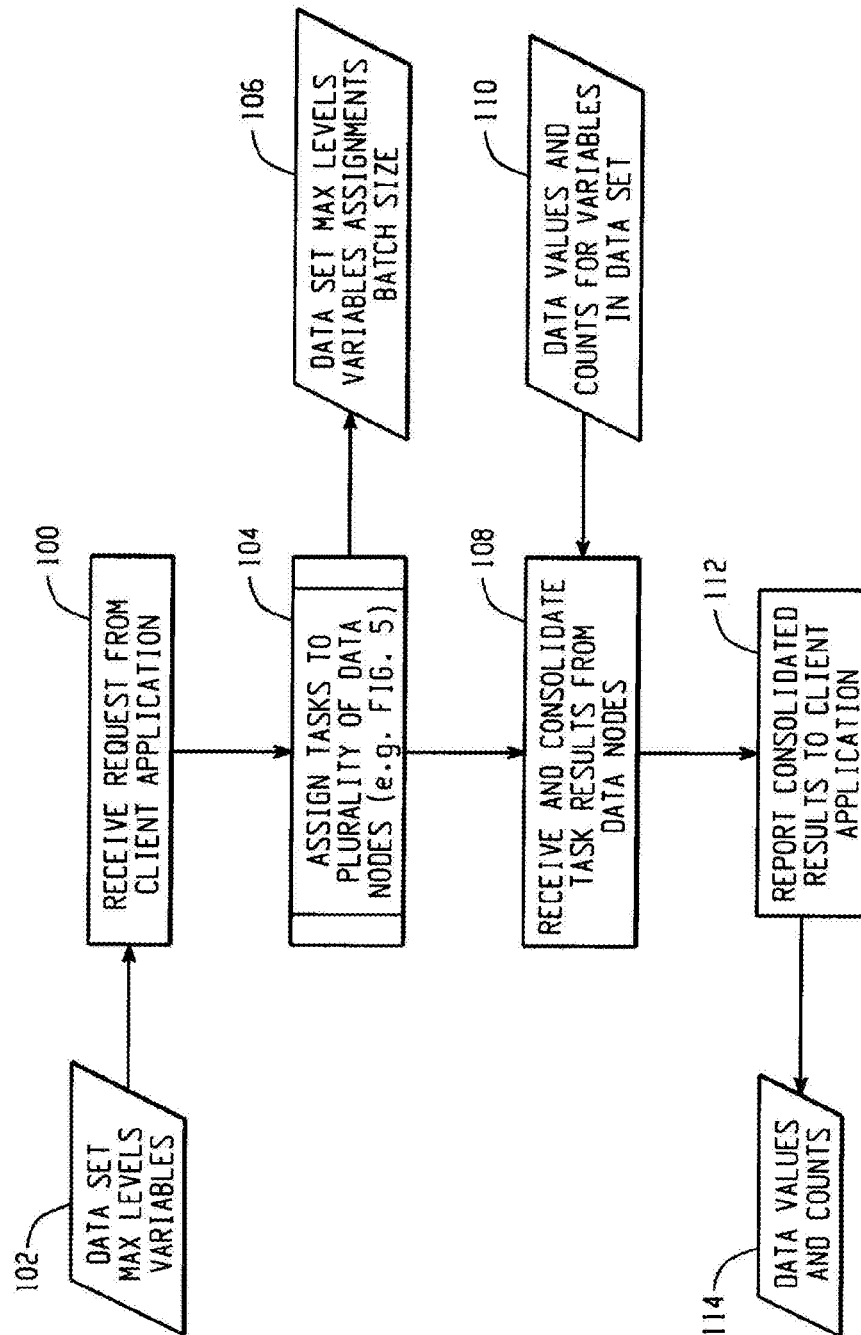 102
DATA SET
MAX LEVELS
VARIABLES
100
RECEIVE REQUEST FROM
CLIENT APPLICATION
104
ASSIGN TASKS TO
PLURALITY OF DATA
NODES (e.g. FIG. 5)
106
DATA SET MAX LEVELS
VARIABLES ASSIGNMENTS
BATCH SIZE
108
RECEIVE AND CONSOLIDATE
TASK RESULTS FROM
DATA NODES
110
DATA VALUES AND
COUNTS FOR VARIABLES
IN DATA SET
112
REPORT CONSOLIDATED
RESULTS TO CLIENT
APPLICATION
114
DATA VALUES
AND COUNTS